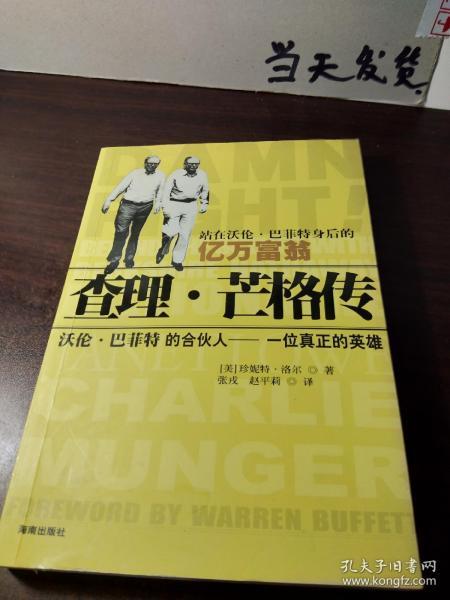 当天发货
DAMN
RIGHT!
站在沃伦·巴菲特身后的
亿万富翁
查理·芒格传
沃伦·巴菲特 的合伙人——一位真正的英雄
[美]珍妮特·洛尔 ◎ 著
张戎 赵平莉 ◎ 译
CHARLIE
MUNGER
FOREWORD BY WARREN BUFFETT
海南出版社
孔夫子旧书网
www.kongfz.com